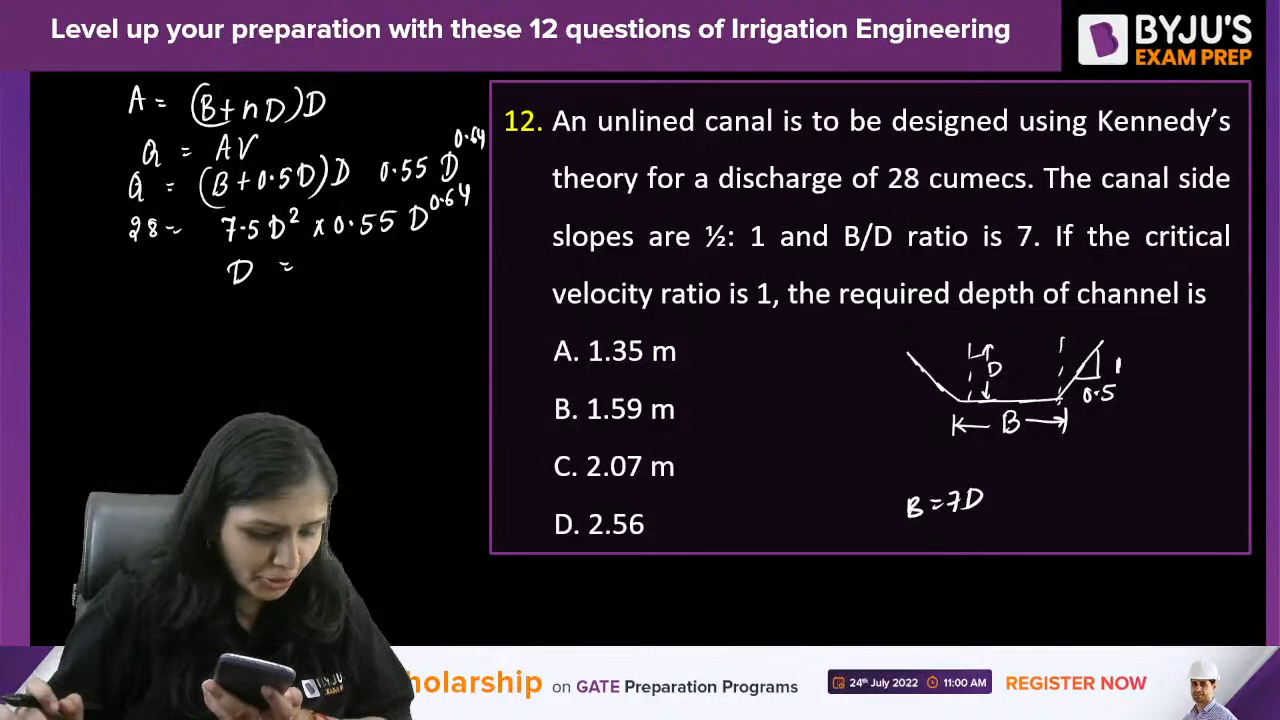 Level up your preparation with these 12 questions of Irrigation Engineering
BYJU'S
EXAM PREP
A = (B + n D) D
Q = AV
Q = (B + 0.5D) D 0.55 D^0.64
28 = 7.5 D² × 0.55 D^0.64
D =
12. An unlined canal is to be designed using Kennedy's
theory for a discharge of 28 cumecs. The canal side
slopes are ½: 1 and B/D ratio is 7. If the critical
velocity ratio is 1, the required depth of channel is
A. 1.35 m
B. 1.59 m
C. 2.07 m
D. 2.56
D
1
0.5
B
B = 7D
BYJU'S
EXAM PREP
holarship on GATE Preparation Programs
24th July 2022 11:00 AM
REGISTER NOW